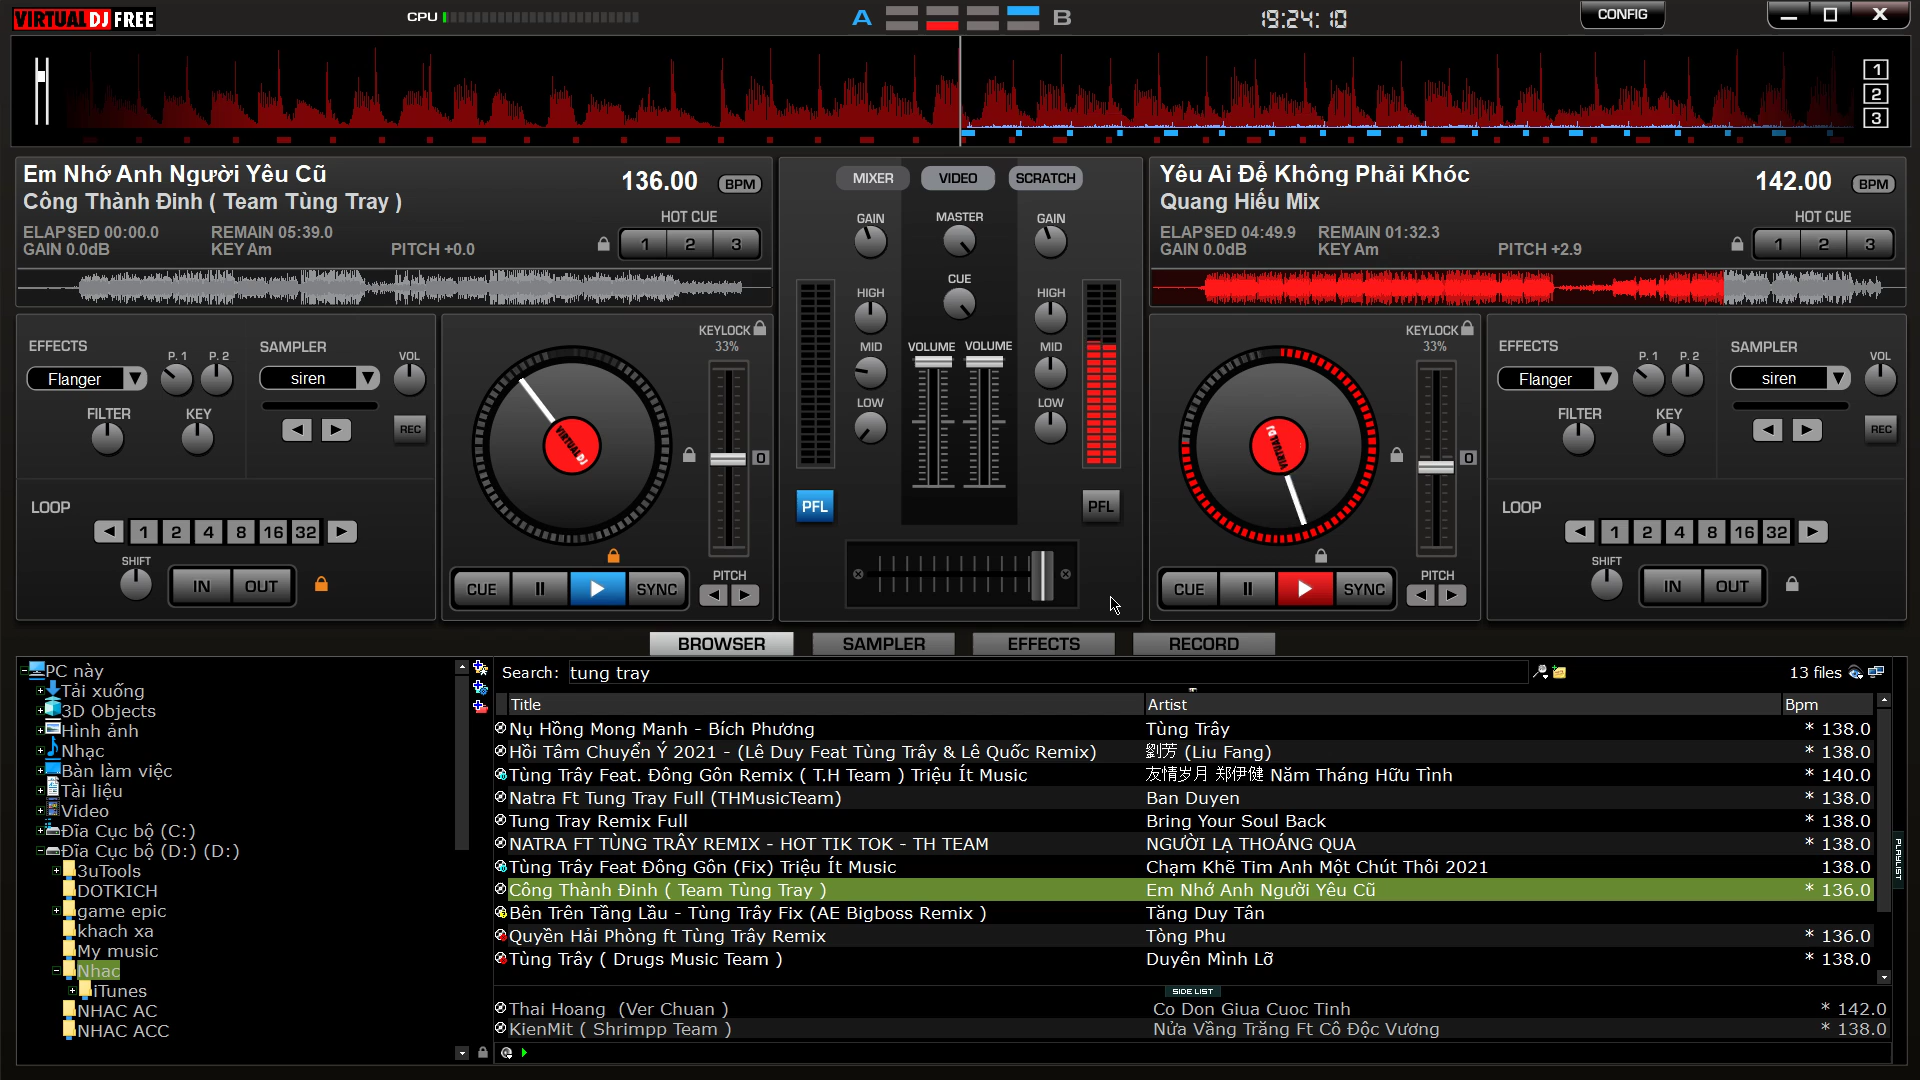 VIRTUAL DJ FREE
CPU
A
B
19:24:10
CONFIG
1
2
3
Em Nhớ Anh Người Yêu Cũ
136.00 BPM
Công Thành Đinh ( Team Tùng Tray )
HOT CUE
ELAPSED 00:00.0 REMAIN 05:39.0
GAIN 0.0dB KEY Am PITCH +0.0
1 2 3
MIXER VIDEO SCRATCH
GAIN MASTER GAIN
CUE
HIGH HIGH
MID VOLUME VOLUME MID
LOW LOW
PFL PFL
Yêu Ai Để Không Phải Khóc
142.00 BPM
Quang Hiếu Mix
HOT CUE
ELAPSED 04:49.9 REMAIN 01:32.3
GAIN 0.0dB KEY Am PITCH +2.9
1 2 3
EFFECTS P. 1 P. 2 SAMPLER VOL
Flanger siren
FILTER KEY REC
LOOP
1 2 4 8 16 32
SHIFT
IN OUT
KEYLOCK
33%
VIRTUAL DJ
0
CUE SYNC
PITCH
KEYLOCK
33%
VIRTUAL DJ
0
CUE SYNC
PITCH
EFFECTS P. 1 P. 2 SAMPLER VOL
Flanger siren
FILTER KEY REC
LOOP
1 2 4 8 16 32
SHIFT
IN OUT
BROWSER SAMPLER EFFECTS RECORD
PC này
Tải xuống
3D Objects
Hình ảnh
Nhạc
Bàn làm việc
Tài liệu
Video
Đĩa Cục bộ (C:)
Đĩa Cục bộ (D:) (D:)
3uTools
DOTKICH
game epic
khach xa
My music
Nhac
iTunes
NHAC AC
NHAC ACC
Search: tung tray
13 files
Title Artist Bpm
Nụ Hồng Mong Manh - Bích Phương Tùng Trây * 138.0
Hồi Tâm Chuyển Ý 2021 - (Lê Duy Feat Tùng Trây & Lê Quốc Remix) 劉芳 (Liu Fang) * 138.0
Tùng Trây Feat. Đông Gôn Remix ( T.H Team ) Triệu Ít Music 友情岁月 郑伊健 Năm Tháng Hữu Tình * 140.0
Natra Ft Tung Tray Full (THMusicTeam) Ban Duyen * 138.0
Tung Tray Remix Full Bring Your Soul Back * 138.0
NATRA FT TÙNG TRÂY REMIX - HOT TIK TOK - TH TEAM NGƯỜI LẠ THOÁNG QUA * 138.0
Tùng Trây Feat Đông Gôn (Fix) Triệu Ít Music Chạm Khẽ Tim Anh Một Chút Thôi 2021 138.0
Công Thành Đinh ( Team Tùng Tray ) Em Nhớ Anh Người Yêu Cũ * 136.0
Bên Trên Tầng Lầu - Tùng Trây Fix (AE Bigboss Remix ) Tăng Duy Tân
Quyền Hải Phòng ft Tùng Trây Remix Tòng Phu * 136.0
Tùng Trây ( Drugs Music Team ) Duyên Mình Lỡ * 138.0
PLAYLIST
SIDE LIST
Thai Hoang (Ver Chuan ) Co Don Giua Cuoc Tinh * 142.0
KienMit ( Shrimpp Team ) Nửa Vầng Trăng Ft Cô Độc Vương * 138.0